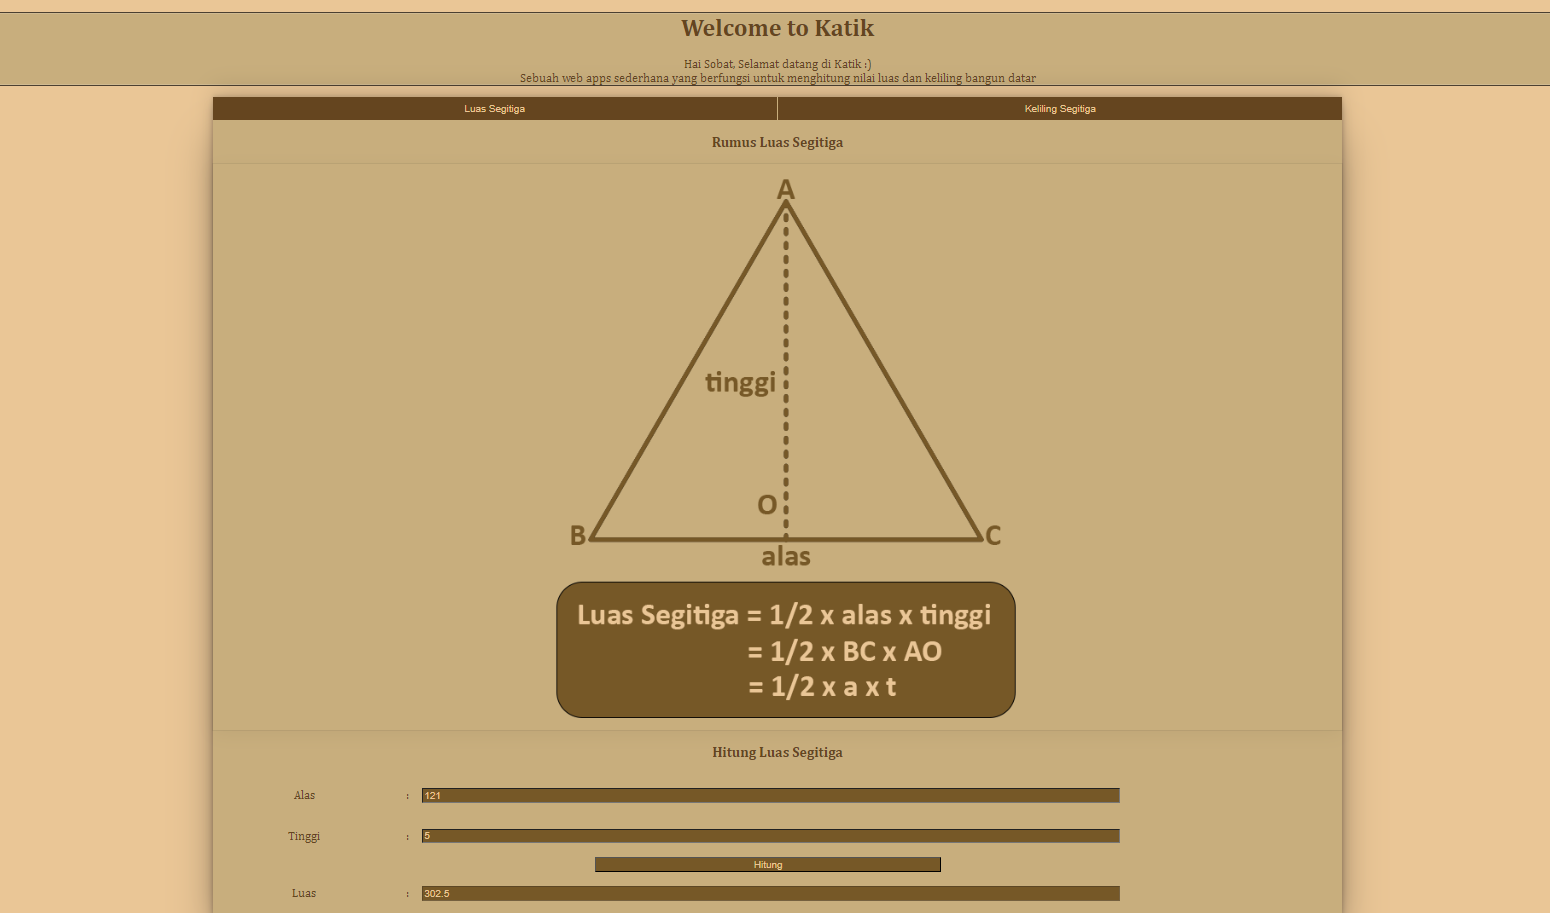 Welcome to Katik
Hai Sobat, Selamat datang di Katik :)
Sebuah web apps sederhana yang berfungsi untuk menghitung nilai luas dan keliling bangun datar
Luas Segitiga
Keliling Segitiga
Rumus Luas Segitiga
A
tinggi
O
B
C
alas
Luas Segitiga = 1/2 x alas x tinggi
= 1/2 x BC x AO
= 1/2 x a x t
Hitung Luas Segitiga
Alas : 121
Tinggi : 5
Hitung
Luas : 302.5